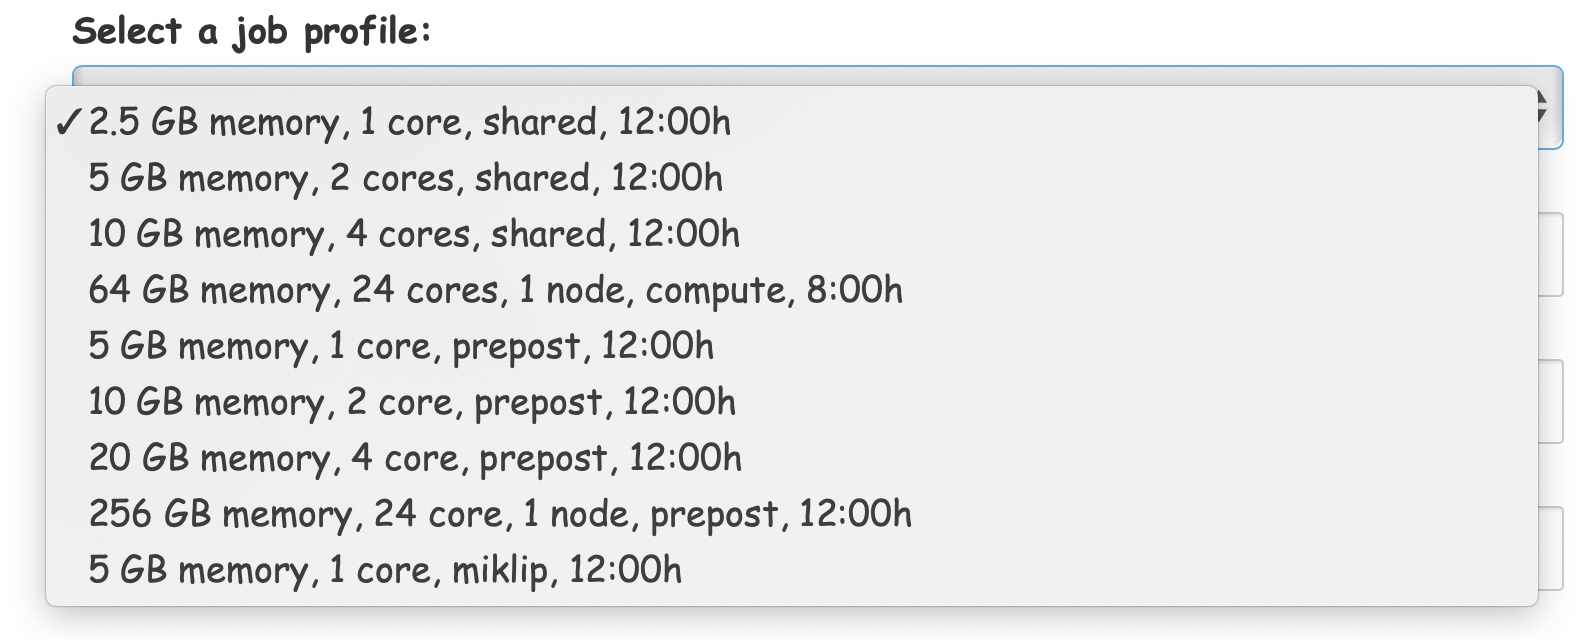 Select a job profile:
✓2.5 GB memory, 1 core, shared, 12:00h
5 GB memory, 2 cores, shared, 12:00h
10 GB memory, 4 cores, shared, 12:00h
64 GB memory, 24 cores, 1 node, compute, 8:00h
5 GB memory, 1 core, prepost, 12:00h
10 GB memory, 2 core, prepost, 12:00h
20 GB memory, 4 core, prepost, 12:00h
256 GB memory, 24 core, 1 node, prepost, 12:00h
5 GB memory, 1 core, miklip, 12:00h